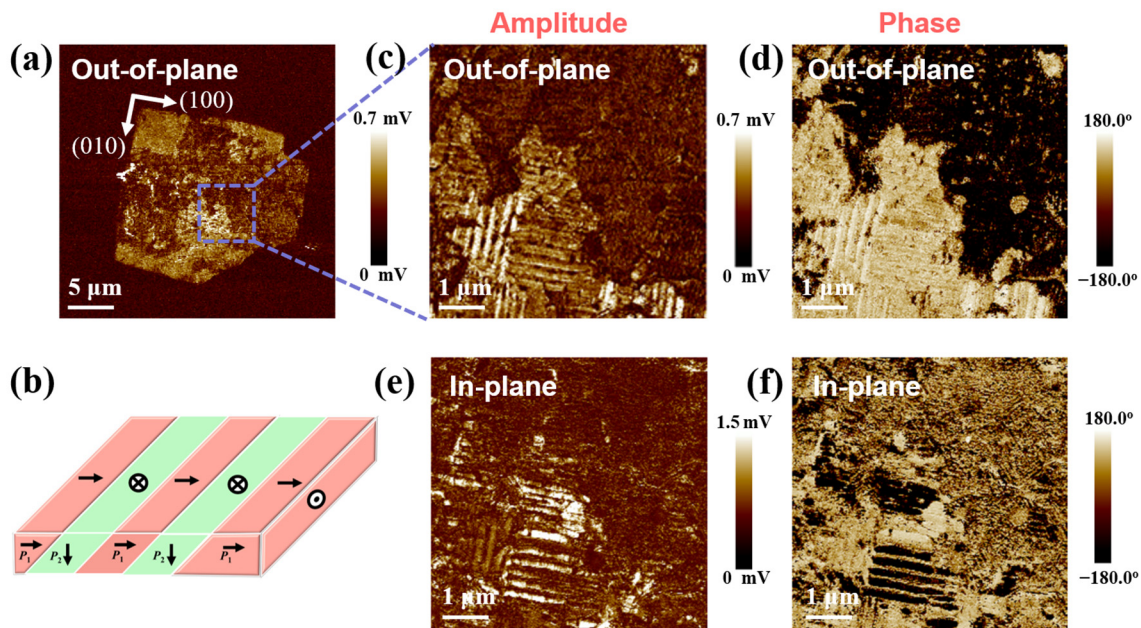 Amplitude
Phase
(a)
Out-of-plane
(100)
(010)
5 µm
0.7 mV
0 mV
(c)
Out-of-plane
1 µm
0.7 mV
0 mV
(d)
Out-of-plane
1 µm
180.0°
−180.0°
(b)
P₁
P₂
P₁
P₂
P₁
(e)
In-plane
1 µm
1.5 mV
0 mV
(f)
In-plane
1 µm
180.0°
−180.0°